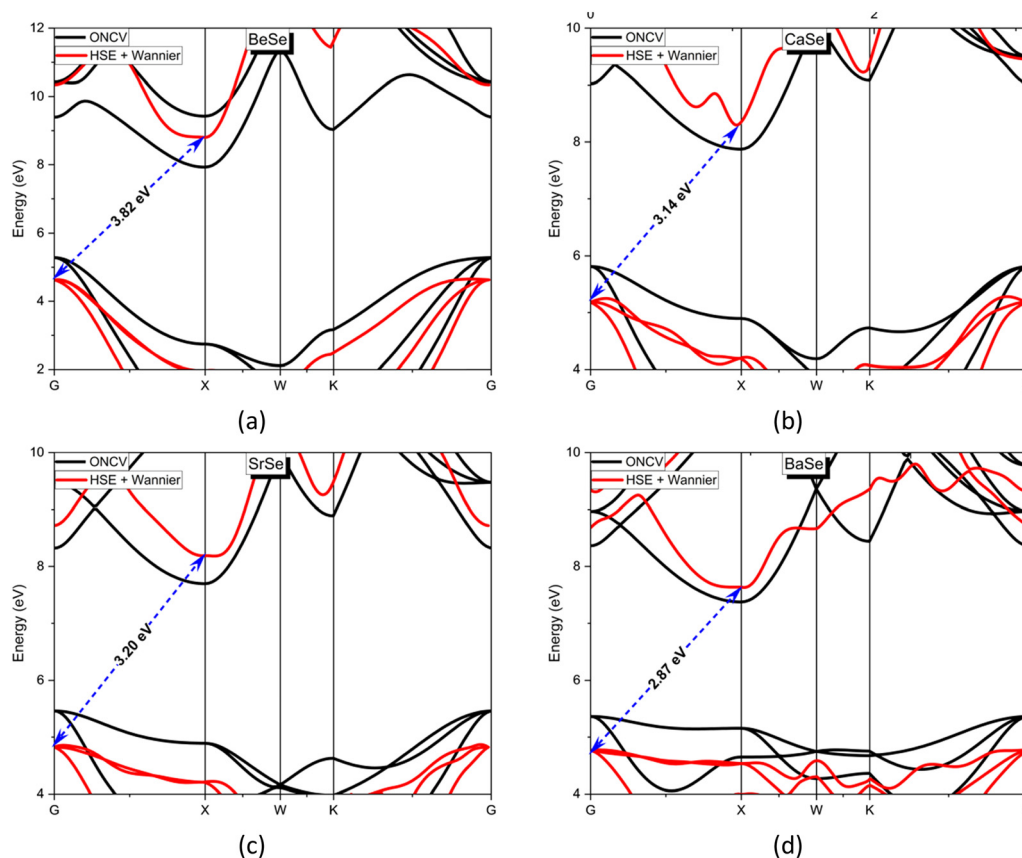 BeSe
ONCV
HSE + Wannier
12
10
8
6
4
2
Energy (eV)
3.82 eV
G X W K G
(a)
0 2
CaSe
ONCV
HSE + Wannier
10
8
6
4
Energy (eV)
3.14 eV
G X W K
(b)
SrSe
ONCV
HSE + Wannier
10
8
6
4
Energy (eV)
3.20 eV
G X W K G
(c)
BaSe
ONCV
HSE + Wannier
10
8
6
4
Energy (eV)
2.87 eV
G X W K
(d)